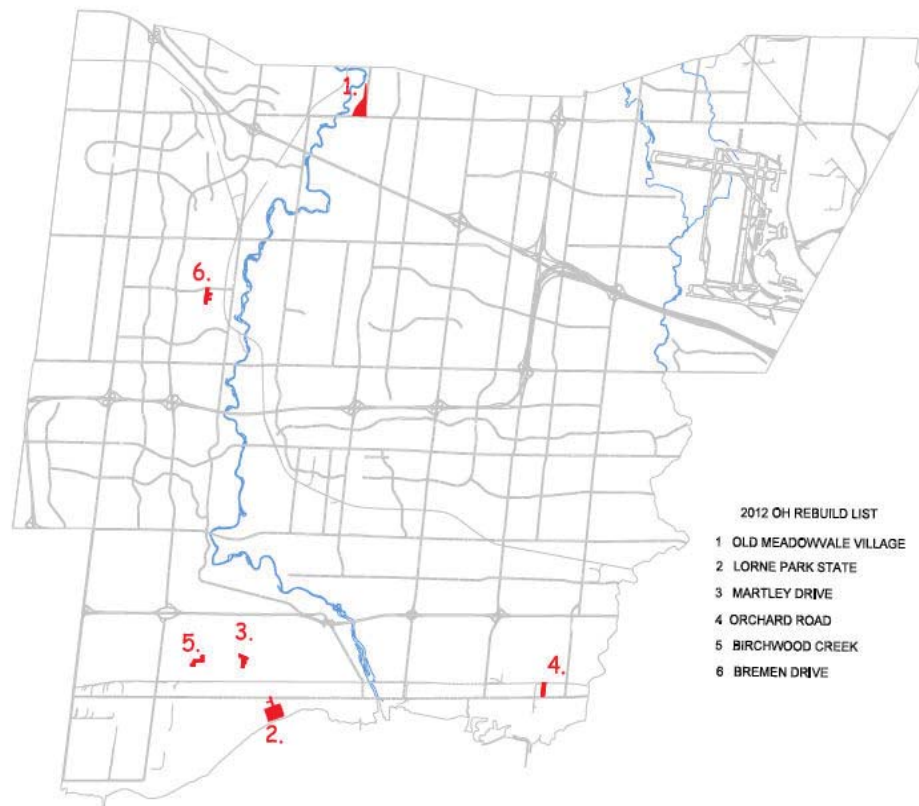 1.
6.
2012 OH REBUILD LIST
1 OLD MEADOWVALE VILLAGE
2 LORNE PARK STATE
3 MARTLEY DRIVE
4 ORCHARD ROAD
5 BIRCHWOOD CREEK
6 BREMEN DRIVE
5.
3.
4.
2.